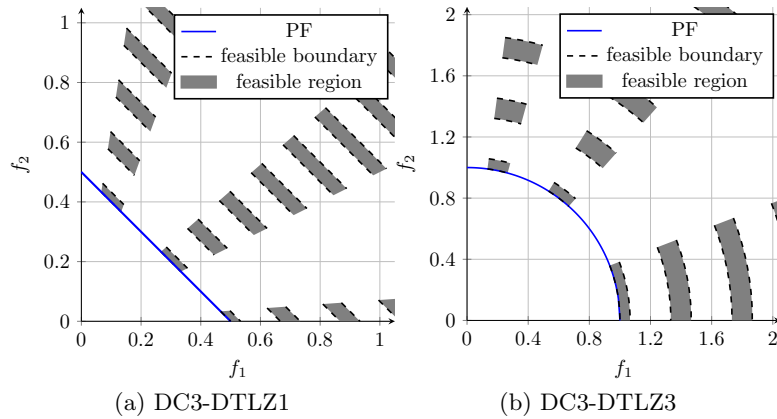 PF
feasible boundary
feasible region
f2
1
0.8
0.6
0.4
0.2
0
0 0.2 0.4 0.6 0.8 1
f1
(a) DC3-DTLZ1
PF
feasible boundary
feasible region
f2
2
1.6
1.2
0.8
0.4
0
0 0.4 0.8 1.2 1.6 2
f1
(b) DC3-DTLZ3